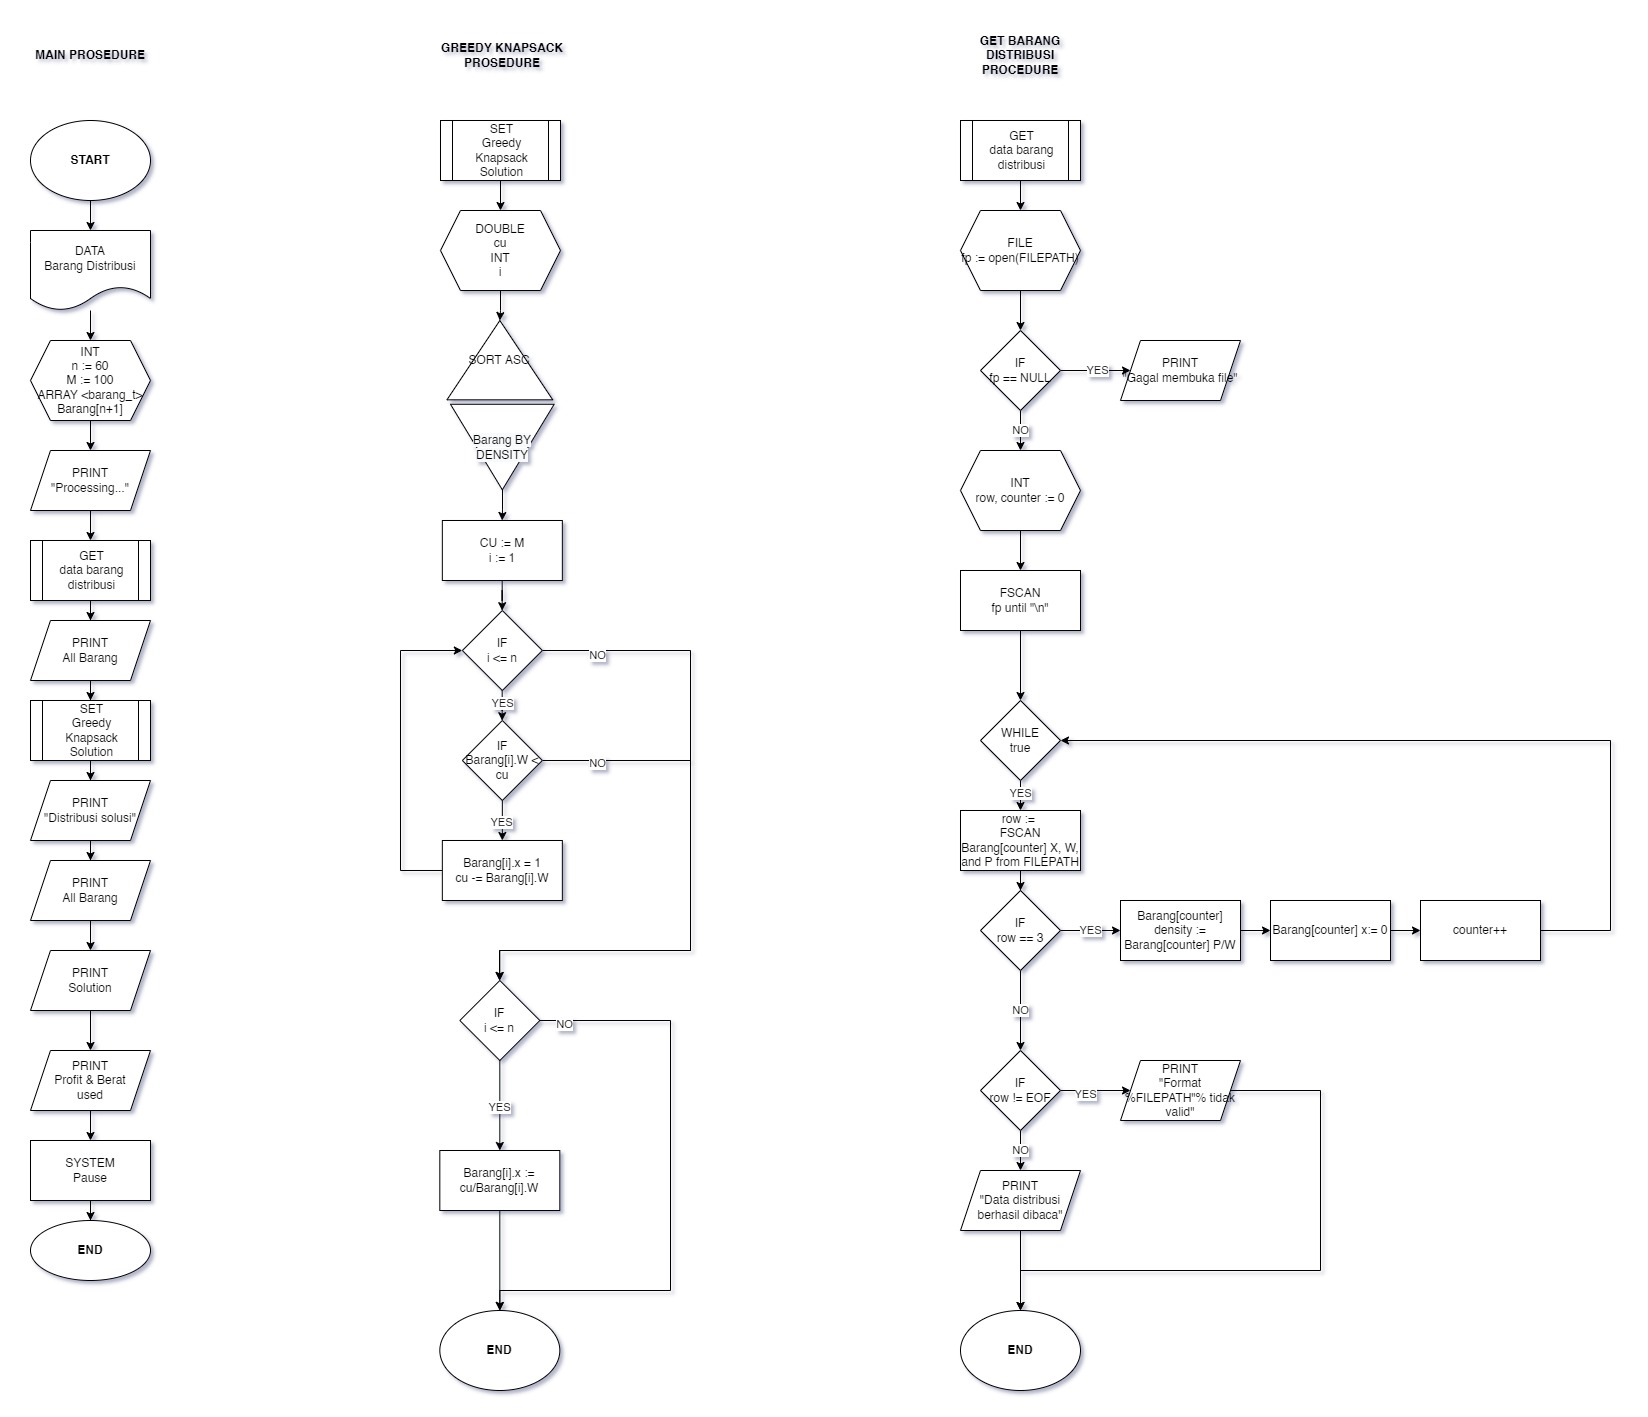 MAIN PROSEDURE
START
DATA
Barang Distribusi
INT
n := 60
M := 100
ARRAY <barang_t>
Barang[n+1]
PRINT
"Processing..."
GET
data barang
distribusi
PRINT
All Barang
SET
Greedy
Knapsack
Solution
PRINT
"Distribusi solusi"
PRINT
All Barang
PRINT
Solution
PRINT
Profit & Berat
used
SYSTEM
Pause
END
GREEDY KNAPSACK
PROSEDURE
SET
Greedy
Knapsack
Solution
DOUBLE
cu
INT
i
SORT ASC
Barang BY
DENSITY
CU := M
i := 1
IF
i <= n
NO
YES
IF
Barang[i].W <
cu
NO
YES
Barang[i].x = 1
cu -= Barang[i].W
IF
i <= n
NO
YES
Barang[i].x :=
cu/Barang[i].W
END
GET BARANG
DISTRIBUSI
PROCEDURE
GET
data barang
distribusi
FILE
fp := open(FILEPATH)
IF
fp == NULL
YES
PRINT
"Gagal membuka file"
NO
INT
row, counter := 0
FSCAN
fp until "\n"
WHILE
true
YES
row :=
FSCAN
Barang[counter] X, W,
and P from FILEPATH
IF
row == 3
YES
Barang[counter]
density :=
Barang[counter] P/W
Barang[counter] x:= 0
counter++
NO
IF
row != EOF
YES
PRINT
"Format
%FILEPATH"% tidak
valid"
NO
PRINT
"Data distribusi
berhasil dibaca"
END